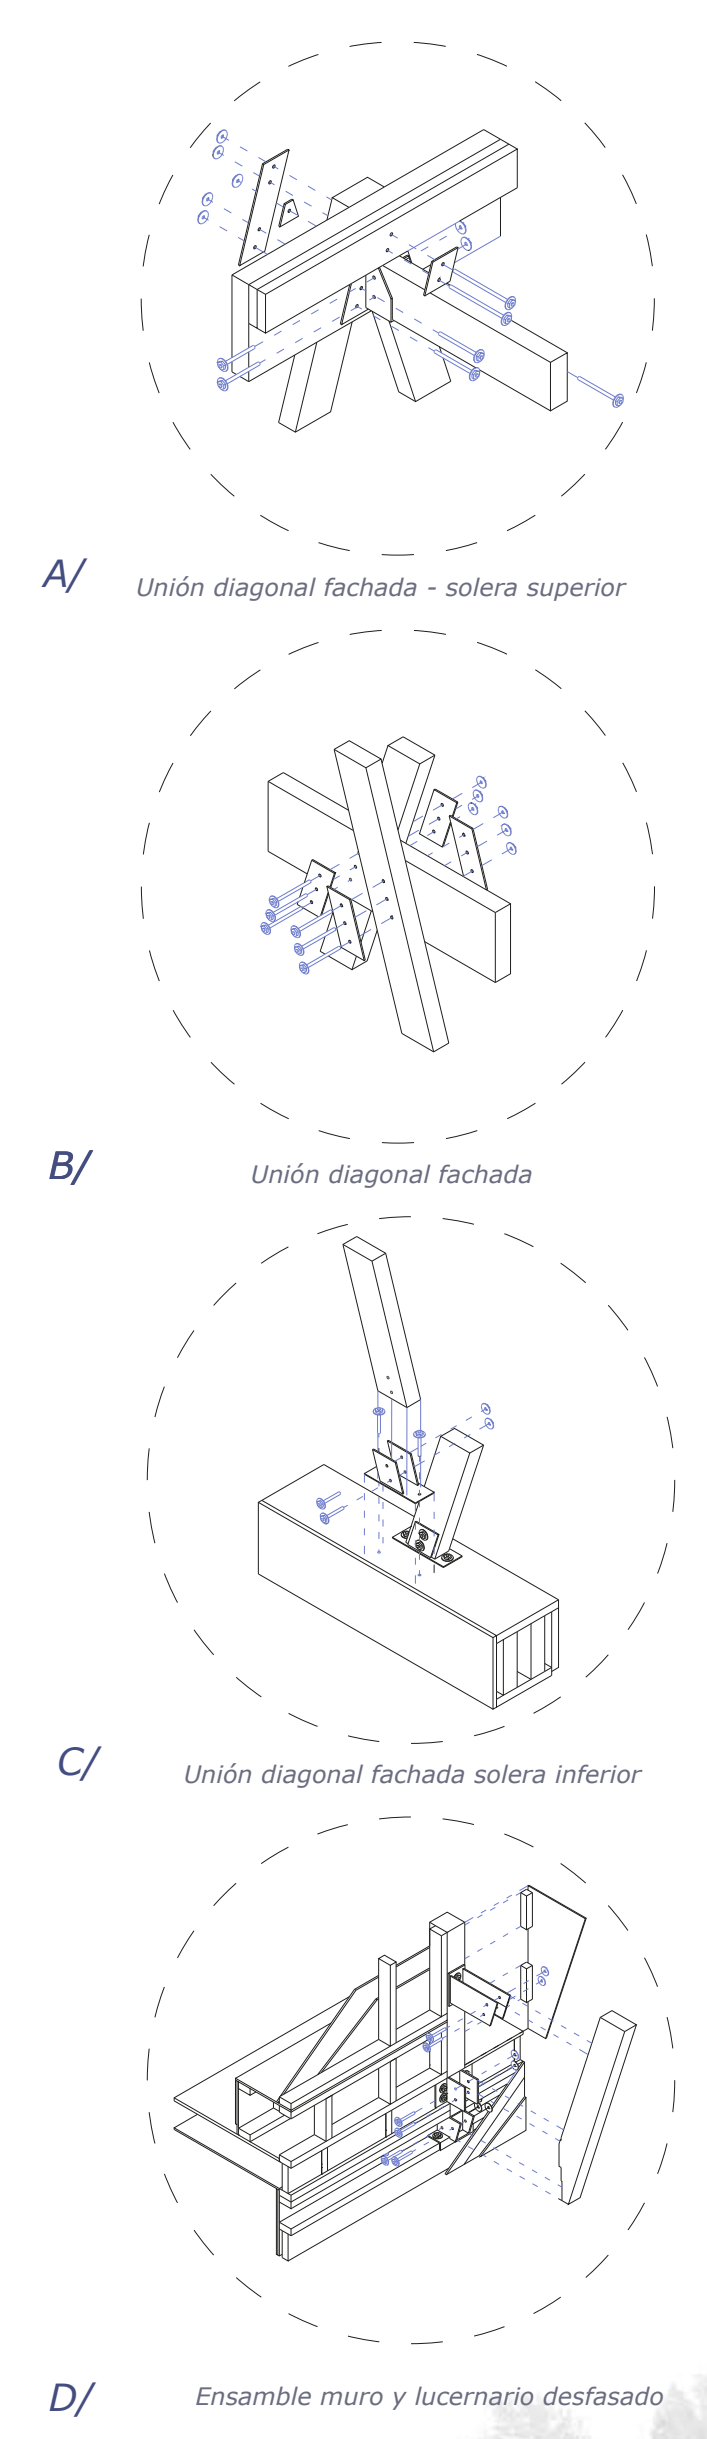 A/
Unión diagonal fachada - solera superior
B/
Unión diagonal fachada
C/
Unión diagonal fachada solera inferior
D/
Ensamble muro y lucernario desfasado